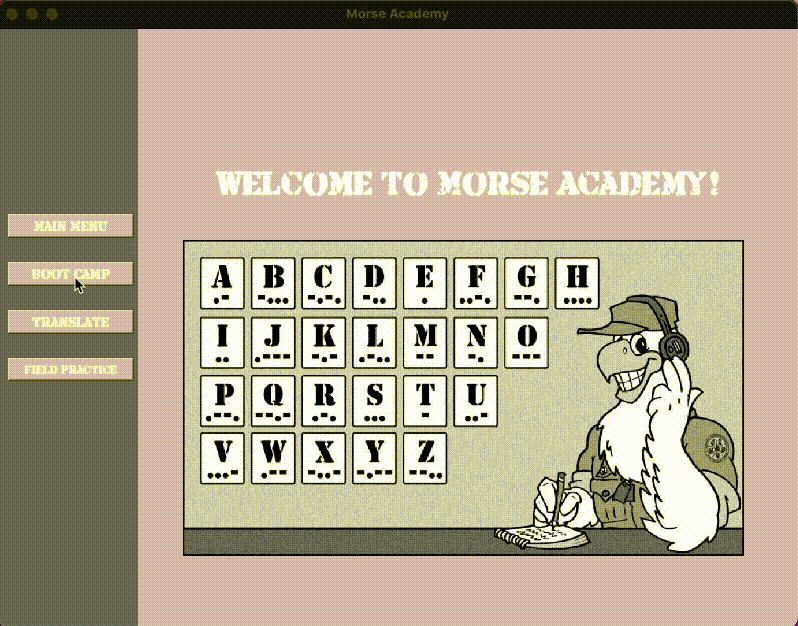 Morse Academy
MAIN MENU
BOOT CAMP
TRANSLATE
FIELD PRACTICE
WELCOME TO MORSE ACADEMY!
A B C D E F G H
.- -... -.-. -.. . ..-. --. ....
I J K L M N O
.. .--- -.- .-.. -- -. ---
P Q R S T U
.--. --.- .-. ... - ..-
V W X Y Z
...- .-- -..- -.-- --..